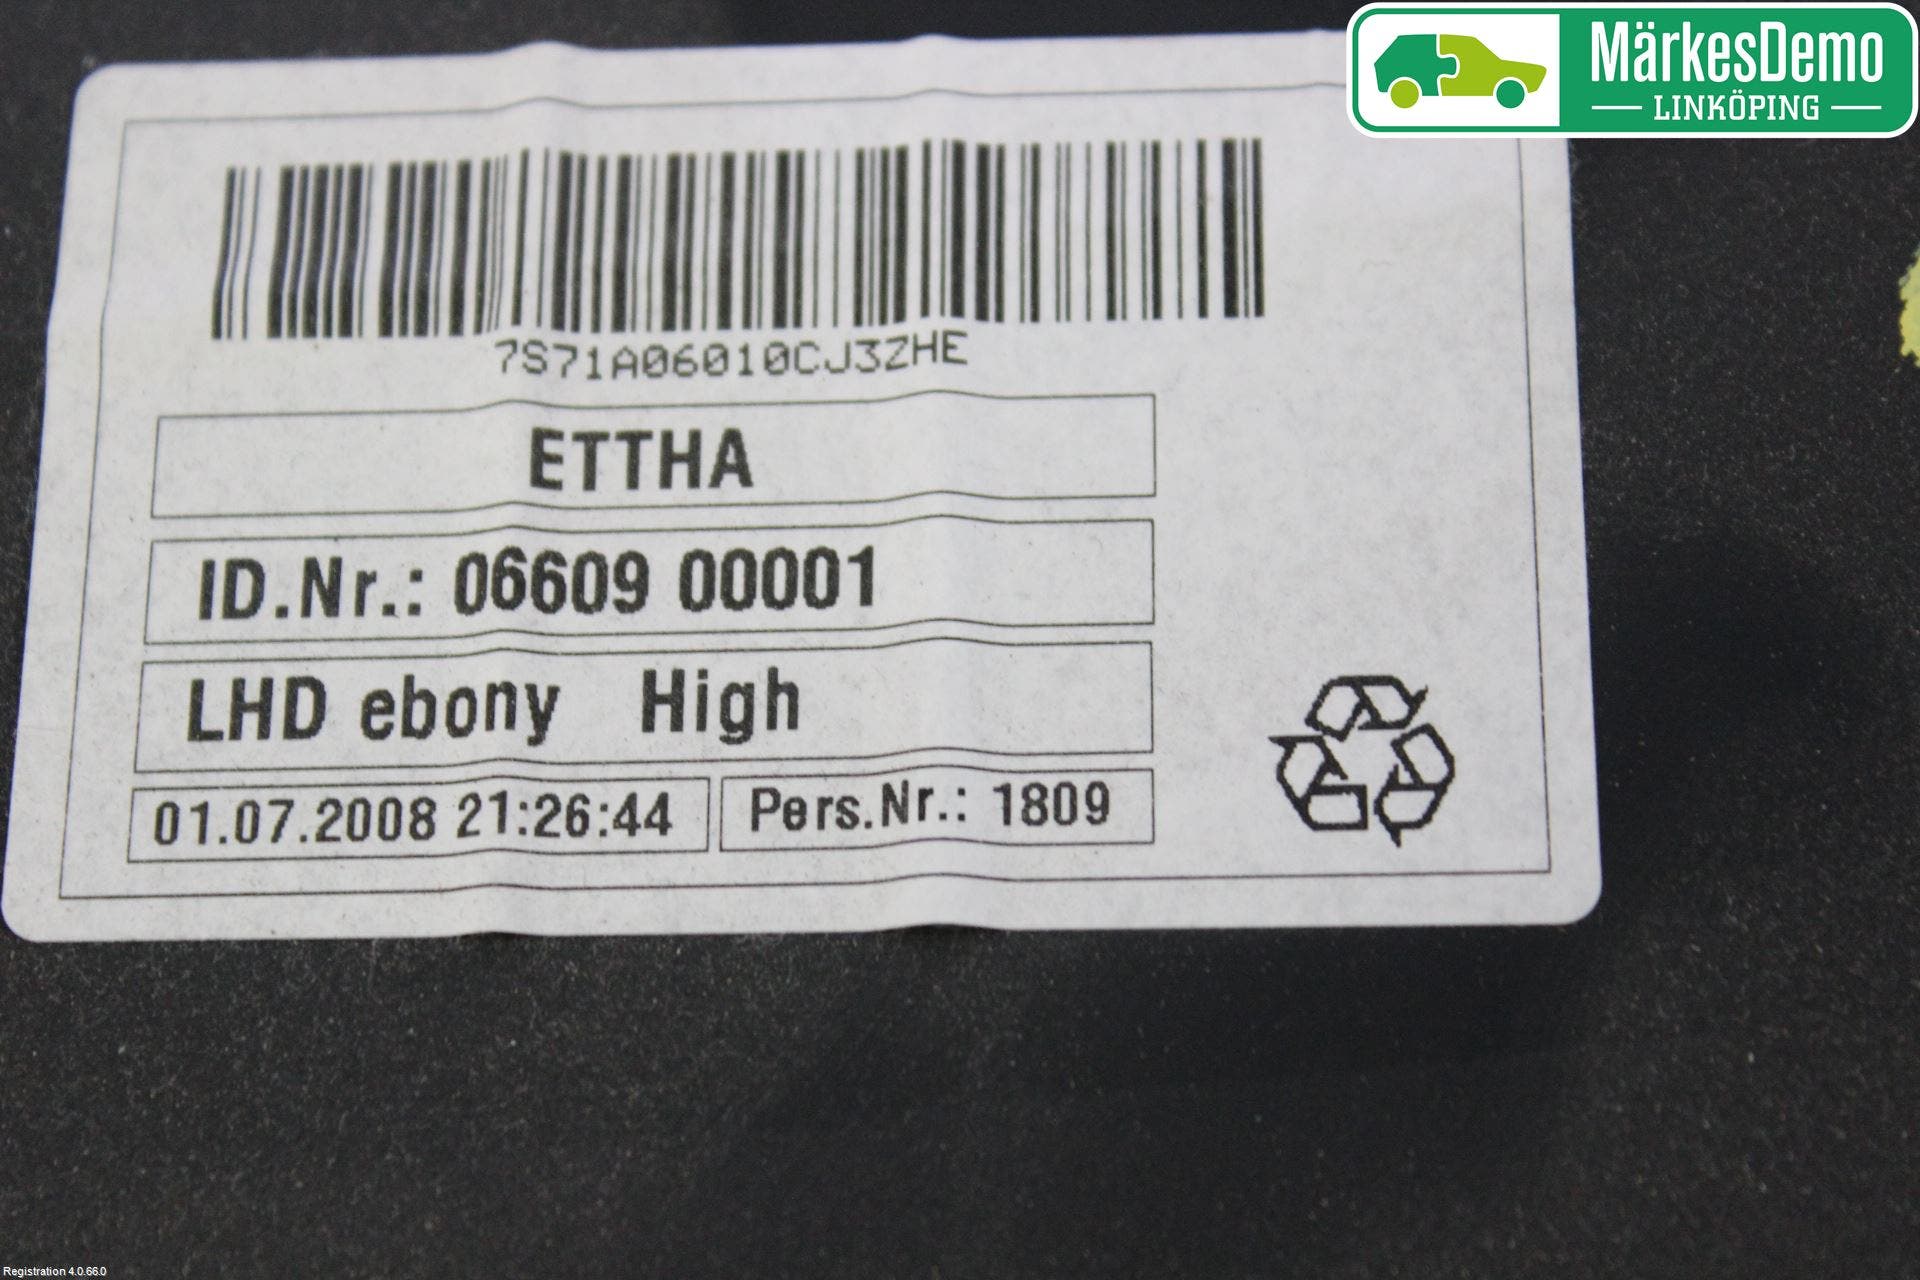 MärkesDemo
LINKÖPING
7S71A06010CJ3ZHE
ETTHA
ID.Nr.: 06609 00001
LHD ebony High
01.07.2008 21:26:44
Pers.Nr.: 1809
Registration 4.0.66.0